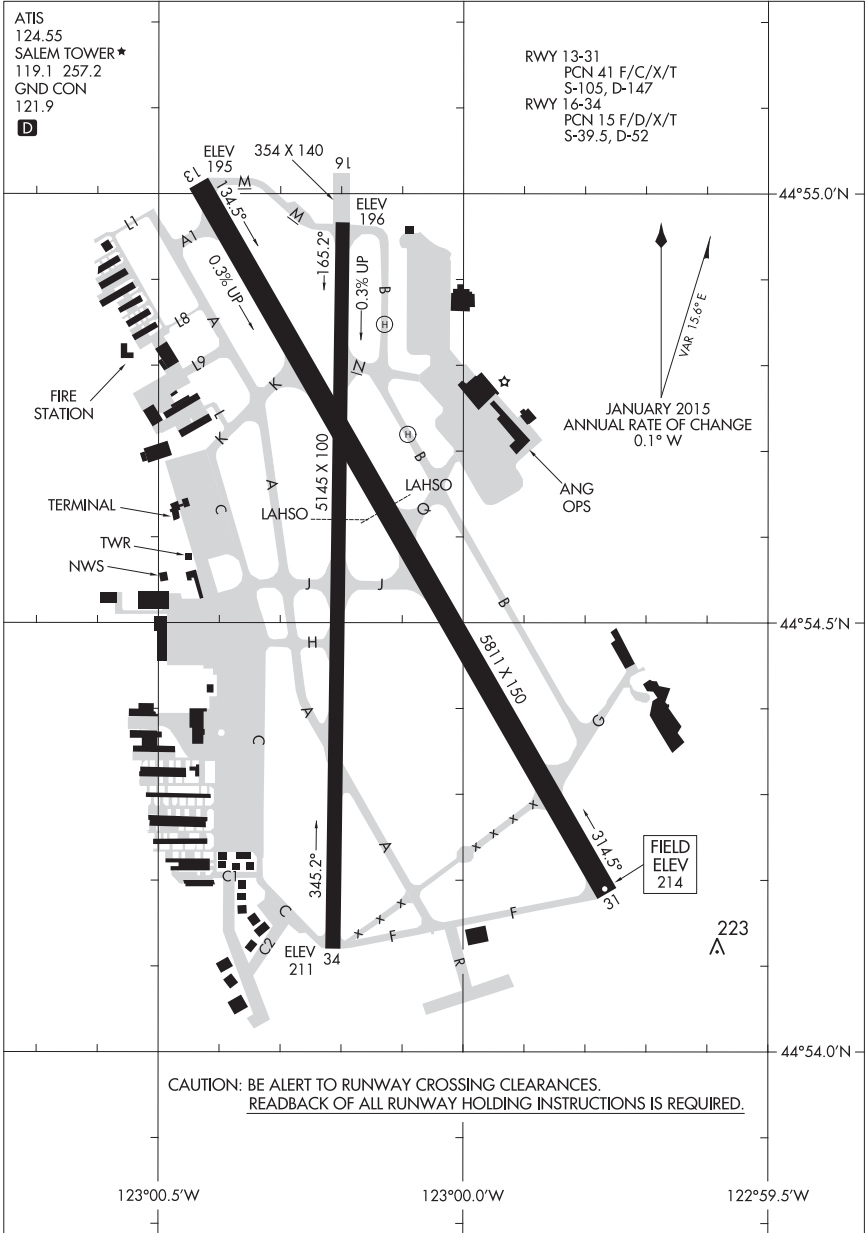 ATIS
124.55
SALEM TOWER★
119.1 257.2
GND CON
121.9
D
RWY 13-31
PCN 41 F/C/X/T
S-105, D-147
RWY 16-34
PCN 15 F/D/X/T
S-39.5, D-52
ELEV
195
354 X 140
16
13
134.5°
M
M
ELEV
196
44°55.0'N
L1
A1
165.2°
0.3% UP
0.3% UP
B
H
VAR 15.6° E
L8
A
L9
FIRE
STATION
K
N
JANUARY 2015
ANNUAL RATE OF CHANGE
0.1° W
L
K
H
B
5145 X 100
A
LAHSO
LAHSO
ANG
OPS
TERMINAL
C
Q
TWR
NWS
J
J
B
44°54.5'N
H
5811 X 150
A
G
C
345.2°
A
314.5°
FIELD
ELEV
214
x
x
x
x
x
x
x
C1
C
C2
F
F
31
223
ELEV
211
34
R
44°54.0'N
CAUTION: BE ALERT TO RUNWAY CROSSING CLEARANCES.
READBACK OF ALL RUNWAY HOLDING INSTRUCTIONS IS REQUIRED.
123°00.5'W
123°00.0'W
122°59.5'W